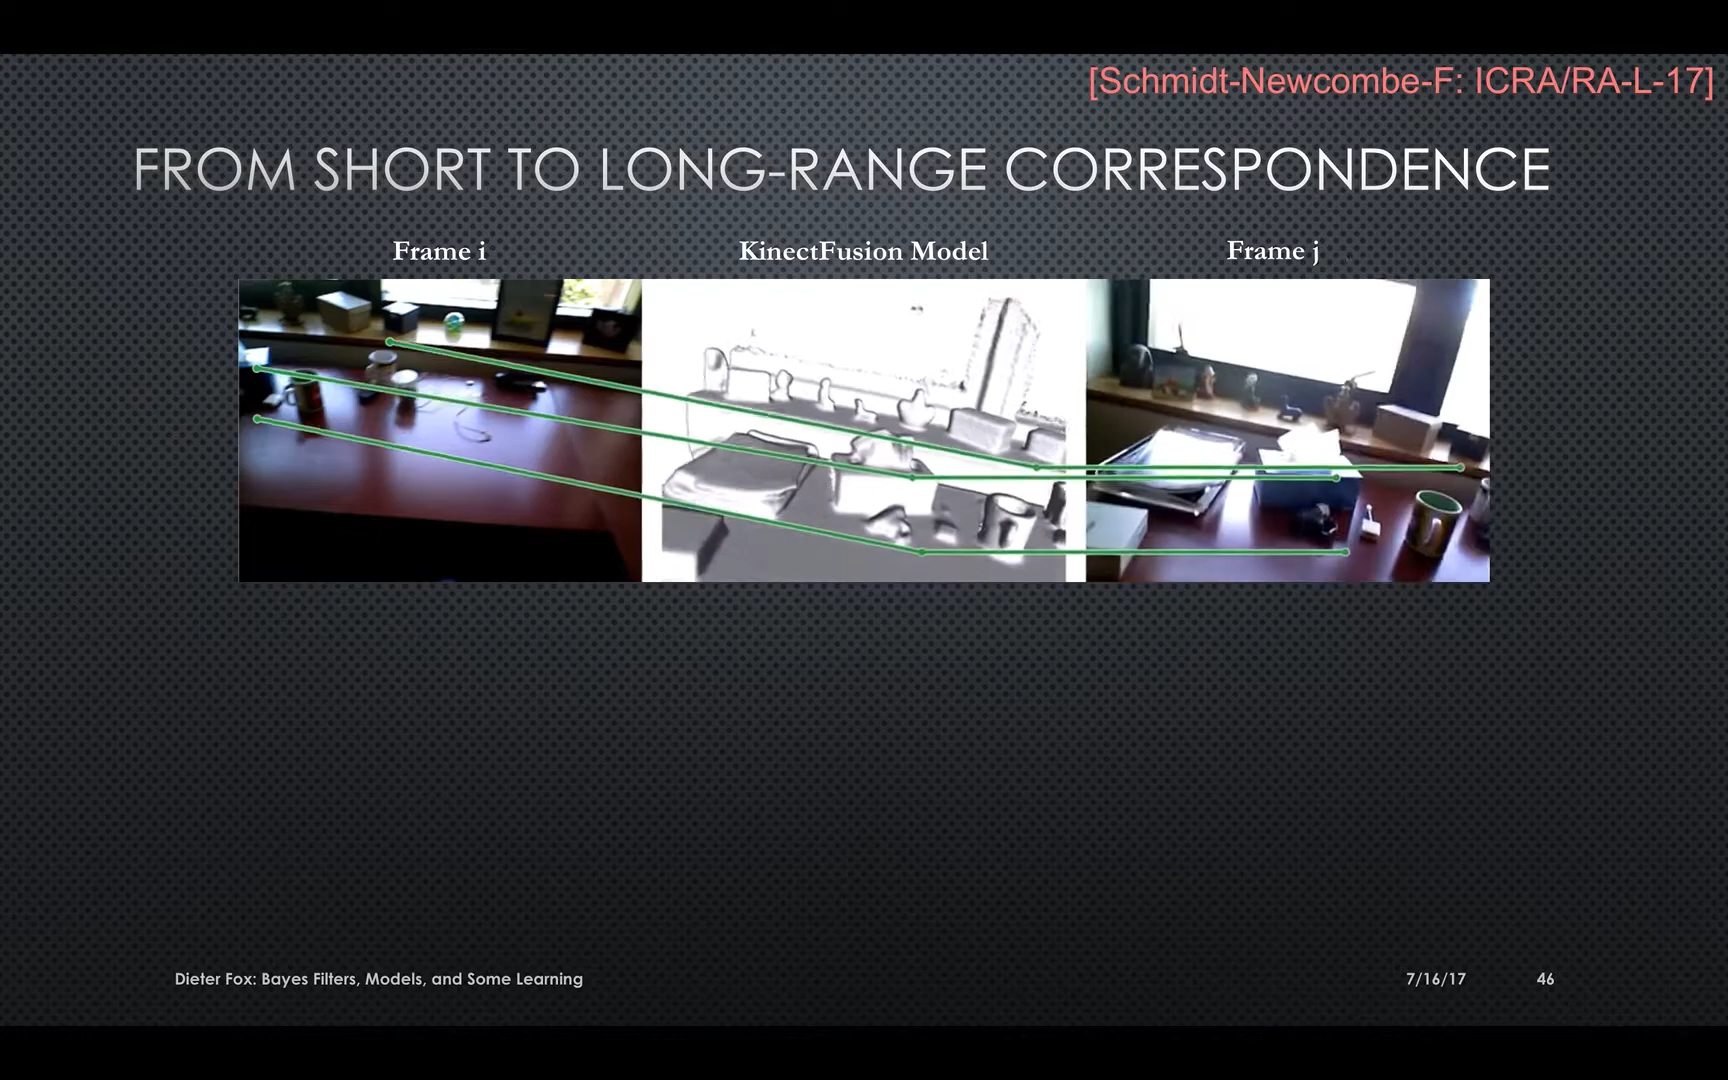 [Schmidt-Newcombe-F: ICRA/RA-L-17]
FROM SHORT TO LONG-RANGE CORRESPONDENCE
Frame i
KinectFusion Model
Frame j
Dieter Fox: Bayes Filters, Models, and Some Learning
7/16/17
46